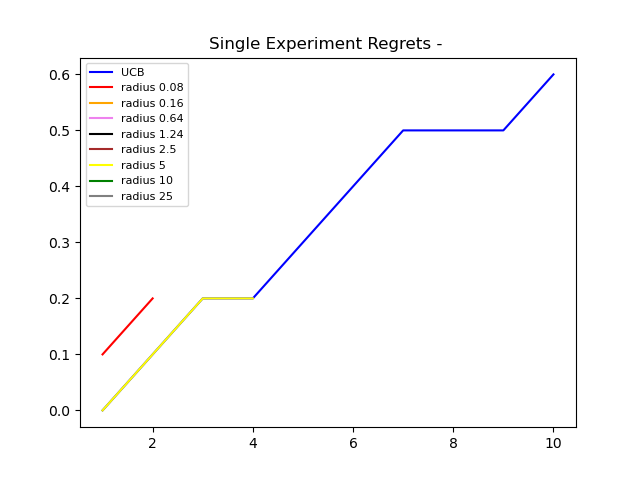 Single Experiment Regrets -
UCB
radius 0.08
radius 0.16
radius 0.64
radius 1.24
radius 2.5
radius 5
radius 10
radius 25
0.6
0.5
0.4
0.3
0.2
0.1
0.0
2 4 6 8 10